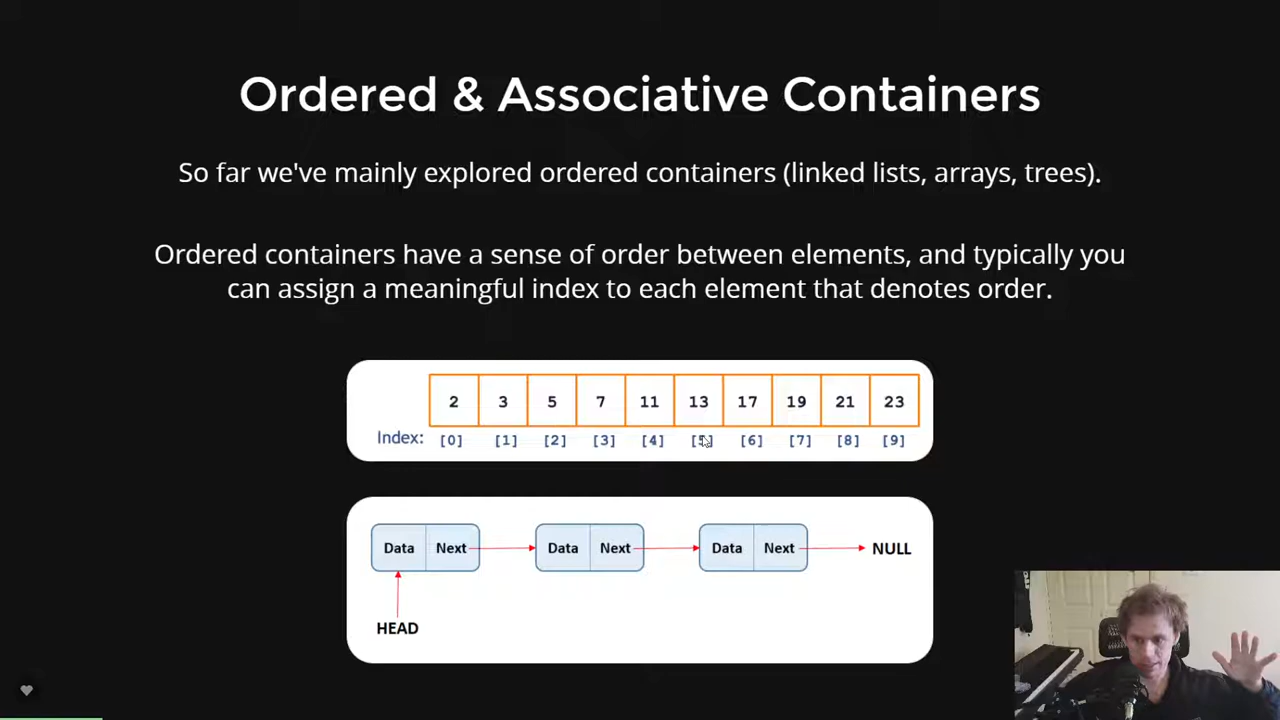 Ordered & Associative Containers
So far we've mainly explored ordered containers (linked lists, arrays, trees).
Ordered containers have a sense of order between elements, and typically you
can assign a meaningful index to each element that denotes order.
2 3 5 7 11 13 17 19 21 23
Index: [0] [1] [2] [3] [4] [5] [6] [7] [8] [9]
Data Next Data Next Data Next NULL
HEAD